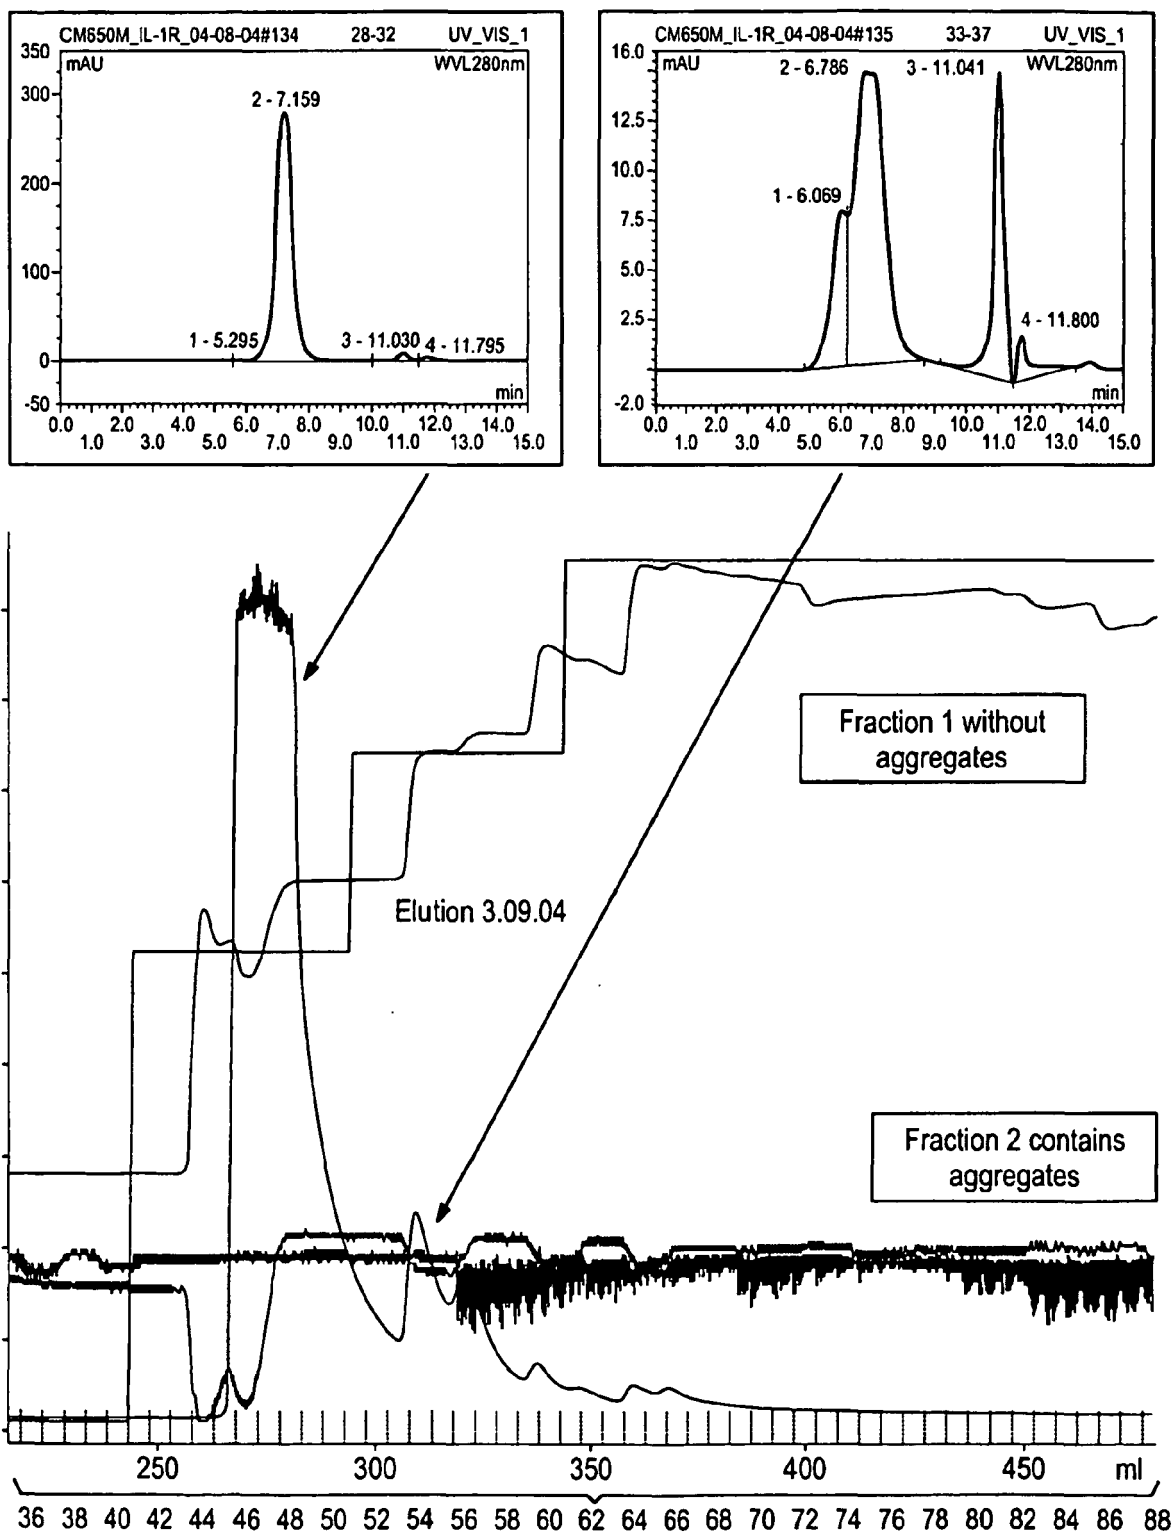 CM650M_IL-1R_04-08-04#134 28-32 UV_VIS_1
350
mAU
WVL280nm
2 - 7.159
300
200
100
1 - 5.295
3 - 11.030
4 - 11.795
0
min
-50
0.0 2.0 4.0 6.0 8.0 10.0 12.0 14.0
1.0 3.0 5.0 7.0 9.0 11.0 13.0 15.0
CM650M_IL-1R_04-08-04#135 33-37 UV_VIS_1
16.0
mAU
2 - 6.786
3 - 11.041
WVL280nm
12.5
10.0
1 - 6.069
7.5
5.0
2.5
4 - 11.800
min
-2.0
0.0 2.0 4.0 6.0 8.0 10.0 12.0 14.0
1.0 3.0 5.0 7.0 9.0 11.0 13.0 15.0
Fraction 1 without
aggregates
Elution 3.09.04
Fraction 2 contains
aggregates
250 300 350 400 450 ml
36 38 40 42 44 46 48 50 52 54 56 58 60 62 64 66 68 70 72 74 76 78 80 82 84 86 88